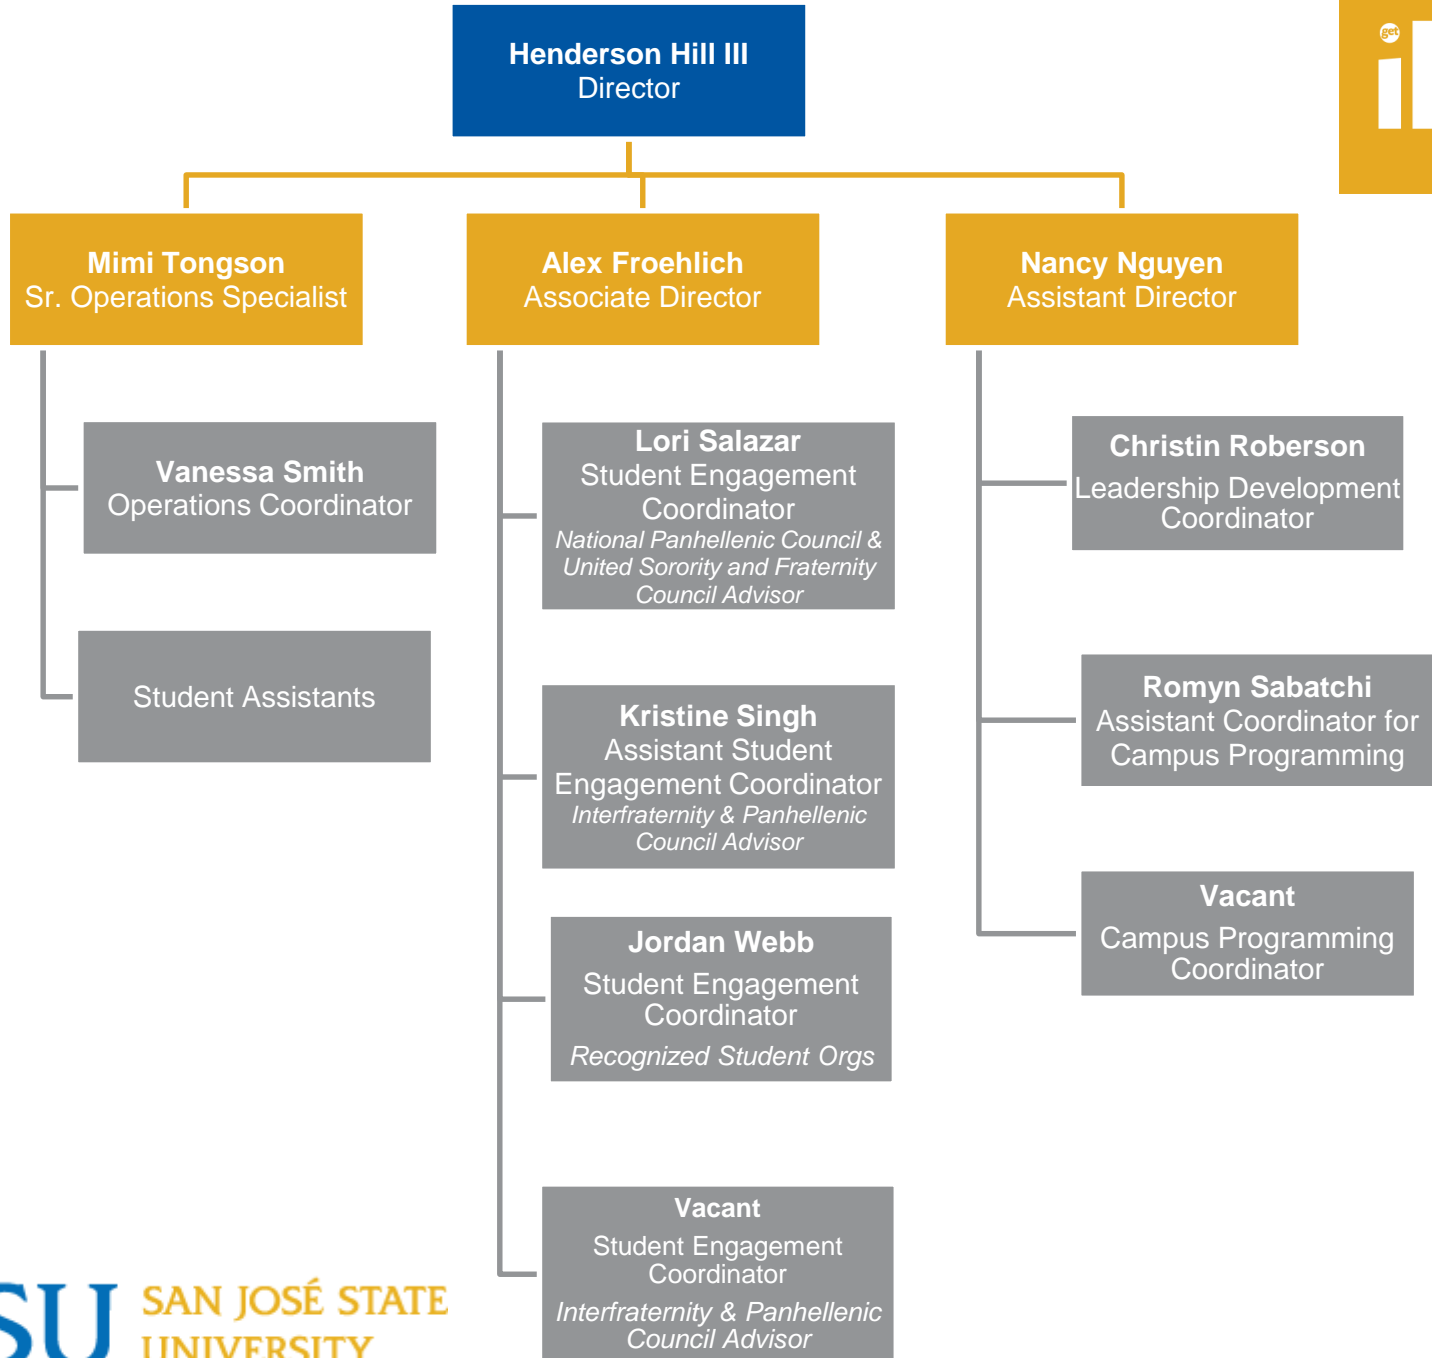 Henderson Hill III
Director
get
Mimi Tongson
Sr. Operations Specialist
Alex Froehlich
Associate Director
Nancy Nguyen
Assistant Director
Vanessa Smith
Operations Coordinator
Student Assistants
Lori Salazar
Student Engagement
Coordinator
National Panhellenic Council &
United Sorority and Fraternity
Council Advisor
Kristine Singh
Assistant Student
Engagement Coordinator
Interfraternity & Panhellenic
Council Advisor
Jordan Webb
Student Engagement
Coordinator
Recognized Student Orgs
Vacant
Student Engagement
Coordinator
Interfraternity & Panhellenic
Council Advisor
Christin Roberson
Leadership Development
Coordinator
Romyn Sabatchi
Assistant Coordinator for
Campus Programming
Vacant
Campus Programming
Coordinator
SU SAN JOSÉ STATE
UNIVERSITY